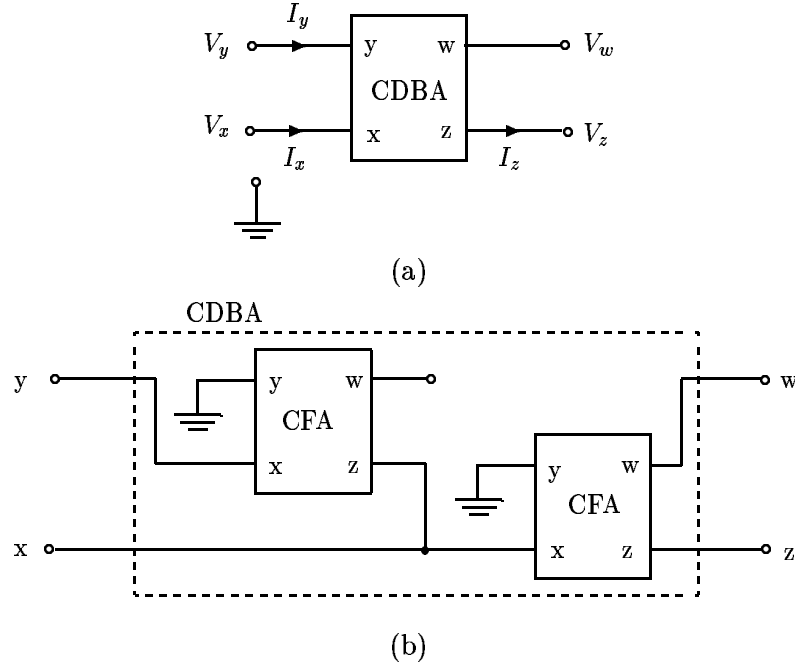 I_y
V_y y w V_w
CDBA
V_x x z V_z
I_x I_z
(a)
CDBA
y y w w
CFA
x z
y w
CFA
x x z z
(b)